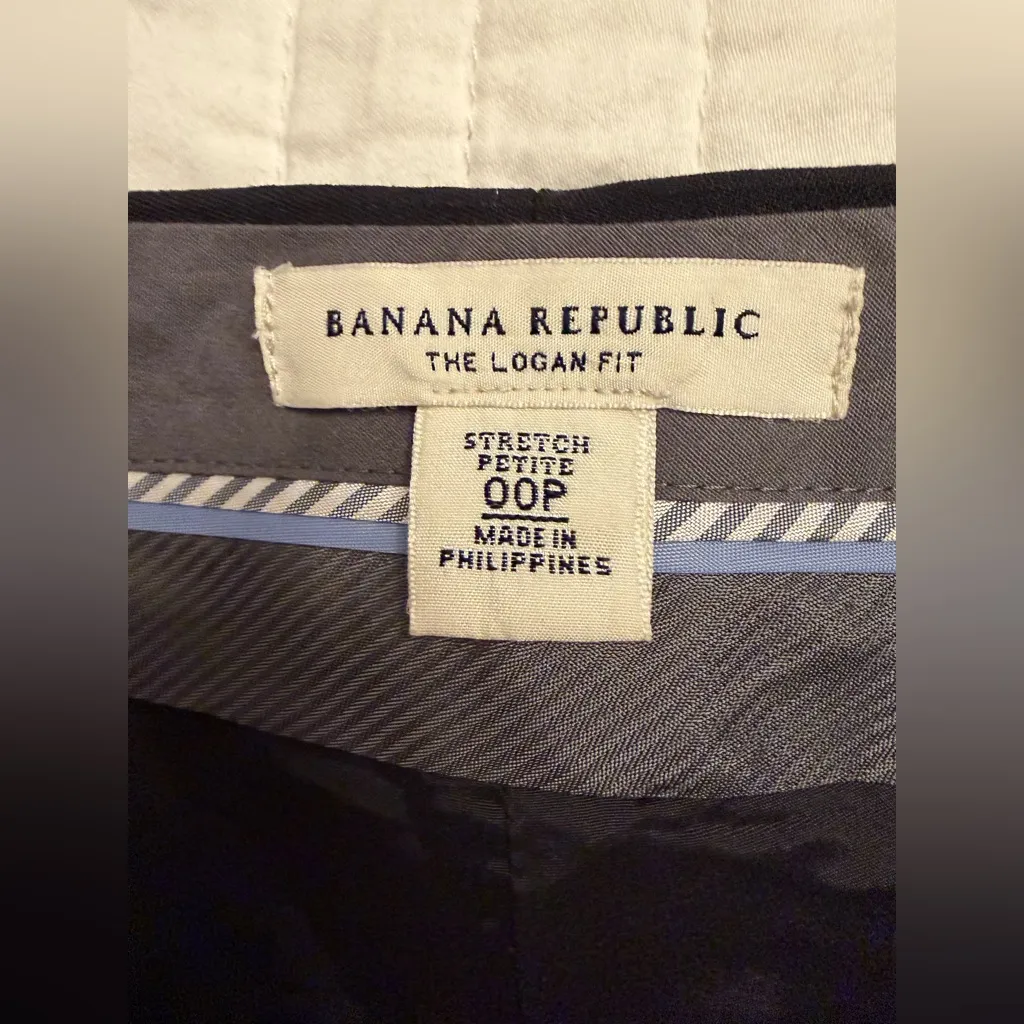 BANANA REPUBLIC
THE LOGAN FIT
STRETCH
PETITE
00P
MADE IN
PHILIPPINES